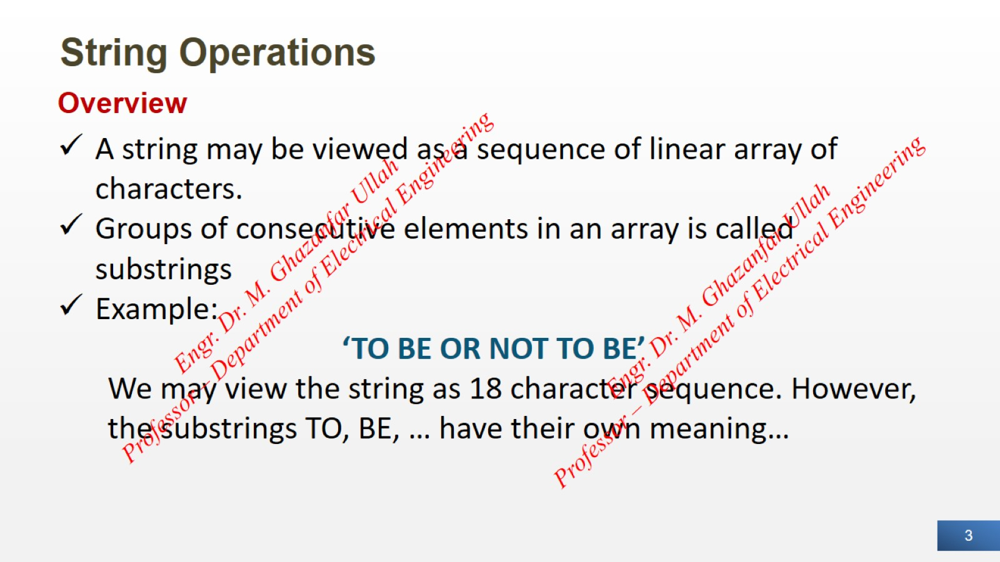 String Operations
Overview
✓ A string may be viewed as a sequence of linear array of
characters.
✓ Groups of consecutive elements in an array is called
substrings
✓ Example:
‘TO BE OR NOT TO BE’
We may view the string as 18 character sequence. However,
the substrings TO, BE, ... have their own meaning...
Engr. Dr. M. Ghazanfar Ullah
Professor – Department of Electrical Engineering
Engr. Dr. M. Ghazanfar Ullah
Professor – Department of Electrical Engineering
3